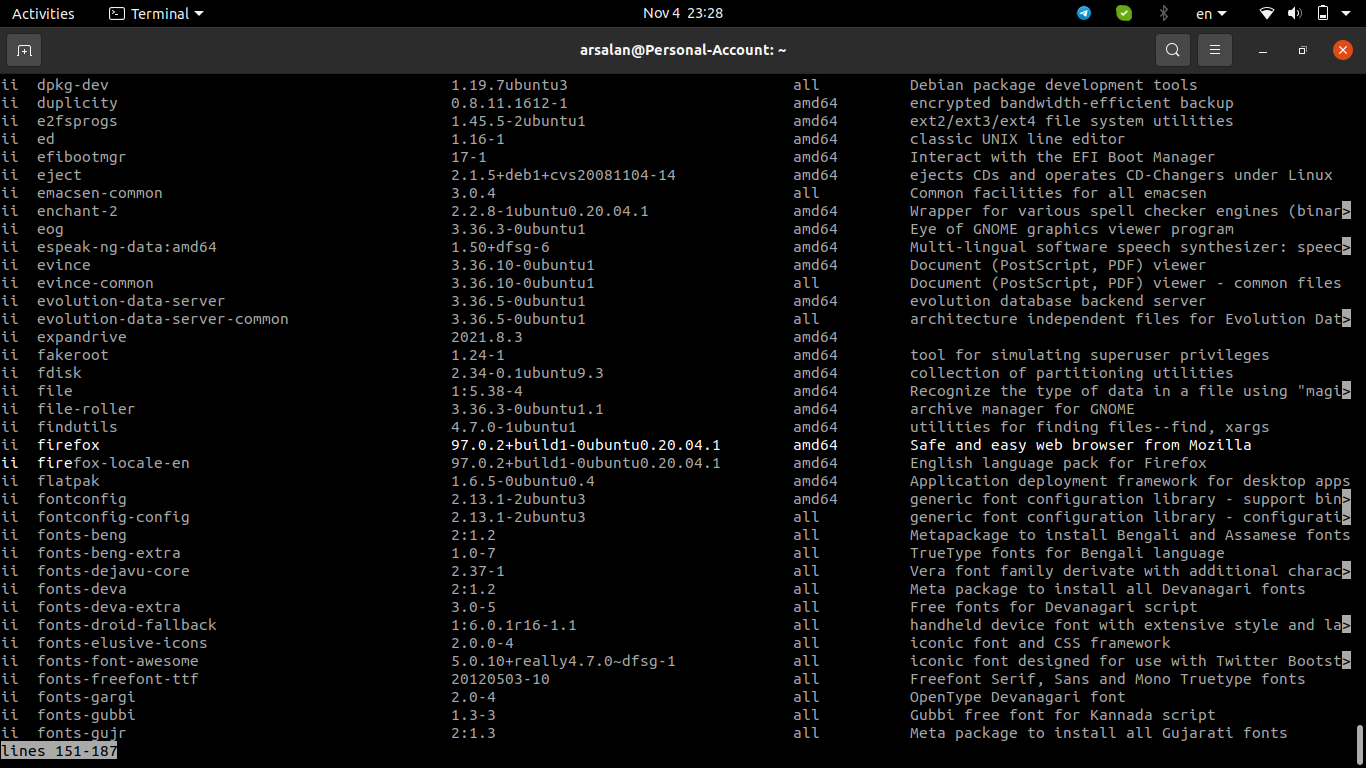 Activities Terminal Nov 4 23:28 en
arsalan@Personal-Account: ~
ii dpkg-dev 1.19.7ubuntu3 all Debian package development tools
ii duplicity 0.8.11.1612-1 amd64 encrypted bandwidth-efficient backup
ii e2fsprogs 1.45.5-2ubuntu1 amd64 ext2/ext3/ext4 file system utilities
ii ed 1.16-1 amd64 classic UNIX line editor
ii efibootmgr 17-1 amd64 Interact with the EFI Boot Manager
ii eject 2.1.5+deb1+cvs20081104-14 amd64 ejects CDs and operates CD-Changers under Linux
ii emacsen-common 3.0.4 all Common facilities for all emacsen
ii enchant-2 2.2.8-1ubuntu0.20.04.1 amd64 Wrapper for various spell checker engines (binar>
ii eog 3.36.3-0ubuntu1 amd64 Eye of GNOME graphics viewer program
ii espeak-ng-data:amd64 1.50+dfsg-6 amd64 Multi-lingual software speech synthesizer: speec>
ii evince 3.36.10-0ubuntu1 amd64 Document (PostScript, PDF) viewer
ii evince-common 3.36.10-0ubuntu1 all Document (PostScript, PDF) viewer - common files
ii evolution-data-server 3.36.5-0ubuntu1 amd64 evolution database backend server
ii evolution-data-server-common 3.36.5-0ubuntu1 all architecture independent files for Evolution Dat>
ii expandrive 2021.8.3 amd64
ii fakeroot 1.24-1 amd64 tool for simulating superuser privileges
ii fdisk 2.34-0.1ubuntu9.3 amd64 collection of partitioning utilities
ii file 1:5.38-4 amd64 Recognize the type of data in a file using "magi>
ii file-roller 3.36.3-0ubuntu1.1 amd64 archive manager for GNOME
ii findutils 4.7.0-1ubuntu1 amd64 utilities for finding files--find, xargs
ii firefox 97.0.2+build1-0ubuntu0.20.04.1 amd64 Safe and easy web browser from Mozilla
ii firefox-locale-en 97.0.2+build1-0ubuntu0.20.04.1 amd64 English language pack for Firefox
ii flatpak 1.6.5-0ubuntu0.4 amd64 Application deployment framework for desktop apps
ii fontconfig 2.13.1-2ubuntu3 amd64 generic font configuration library - support bin>
ii fontconfig-config 2.13.1-2ubuntu3 all generic font configuration library - configurati>
ii fonts-beng 2:1.2 all Metapackage to install Bengali and Assamese fonts
ii fonts-beng-extra 1.0-7 all TrueType fonts for Bengali language
ii fonts-dejavu-core 2.37-1 all Vera font family derivate with additional charac>
ii fonts-deva 2:1.2 all Meta package to install all Devanagari fonts
ii fonts-deva-extra 3.0-5 all Free fonts for Devanagari script
ii fonts-droid-fallback 1:6.0.1r16-1.1 all handheld device font with extensive style and la>
ii fonts-elusive-icons 2.0.0-4 all iconic font and CSS framework
ii fonts-font-awesome 5.0.10+really4.7.0~dfsg-1 all iconic font designed for use with Twitter Bootst>
ii fonts-freefont-ttf 20120503-10 all Freefont Serif, Sans and Mono Truetype fonts
ii fonts-gargi 2.0-4 all OpenType Devanagari font
ii fonts-gubbi 1.3-3 all Gubbi free font for Kannada script
ii fonts-gujr 2:1.3 all Meta package to install all Gujarati fonts
lines 151-187